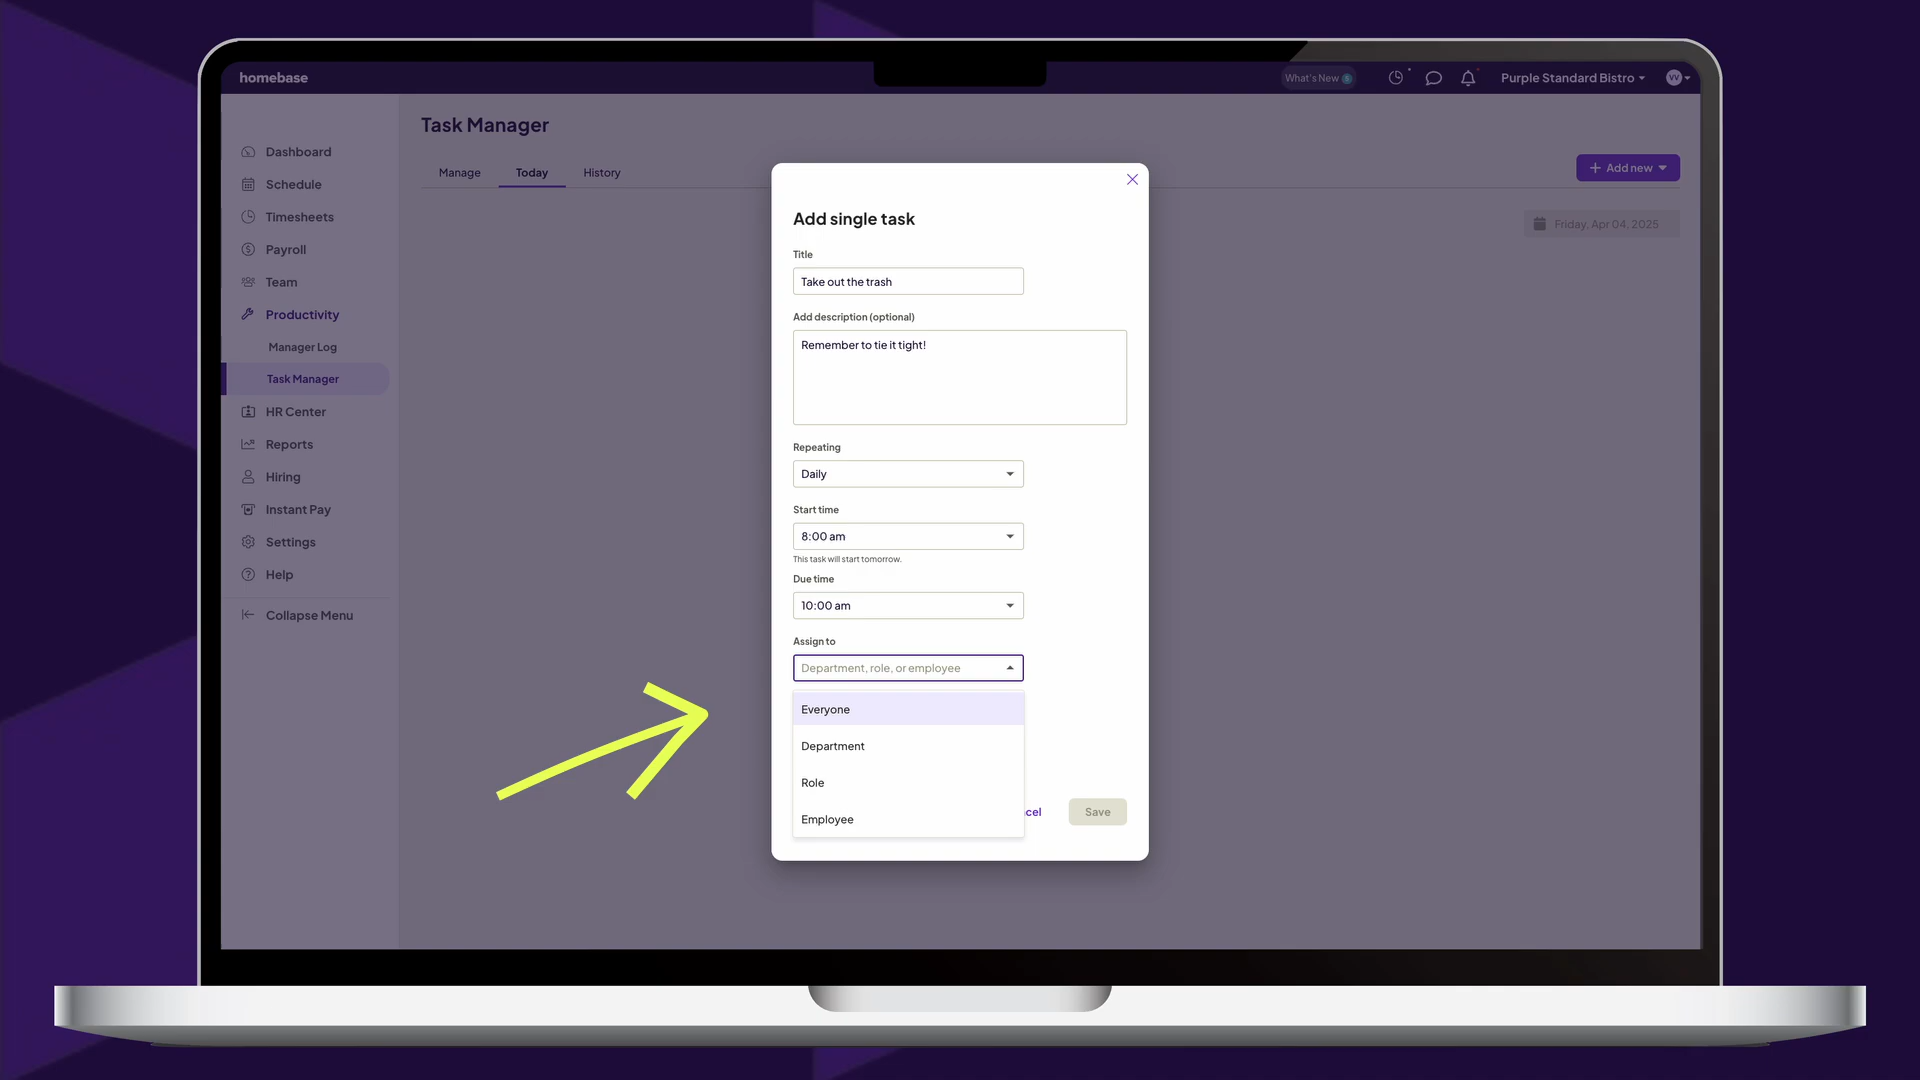 homebase
What's New
Purple Standard Bistro
VV
Dashboard
Schedule
Timesheets
Payroll
Team
Productivity
Manager Log
Task Manager
HR Center
Reports
Hiring
Instant Pay
Settings
Help
Collapse Menu
Task Manager
Manage
Today
History
Add new
Friday, Apr 04, 2025
Add single task
Title
Take out the trash
Add description (optional)
Remember to tie it tight!
Repeating
Daily
Start time
8:00 am
This task will start tomorrow.
Due time
10:00 am
Assign to
Department, role, or employee
Everyone
Department
Role
Employee
cel
Save